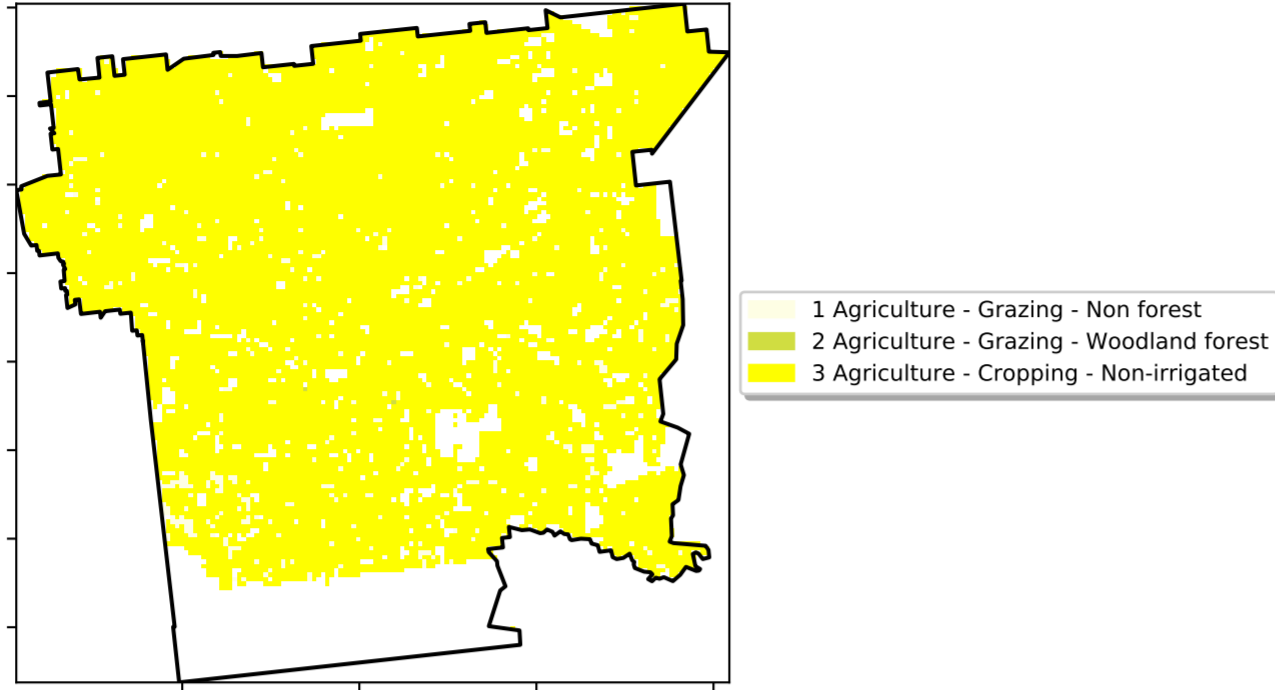 1 Agriculture - Grazing - Non forest
2 Agriculture - Grazing - Woodland forest
3 Agriculture - Cropping - Non-irrigated